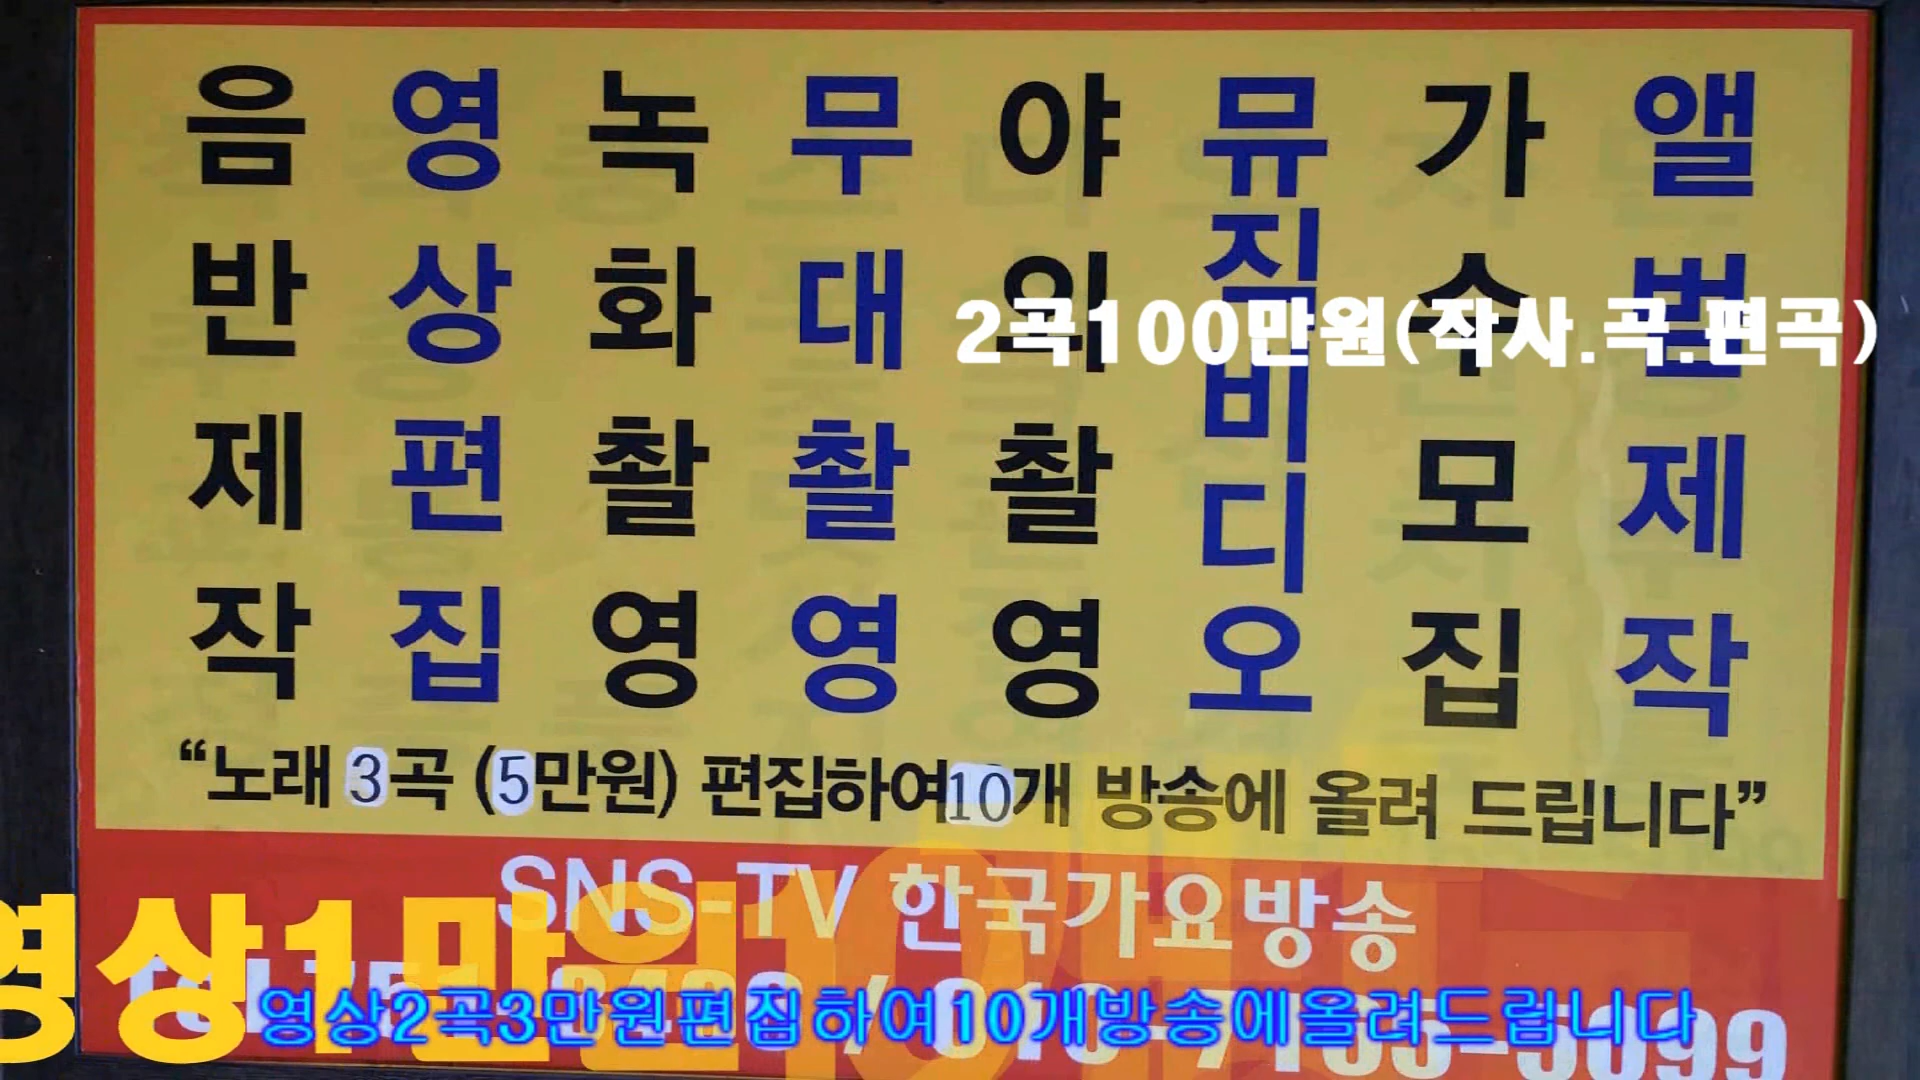 음반제작
영상편집
녹화촬영
무대촬영
야외촬영
뮤직비디오
가수모집
앨범제작
2곡100만원(작사.곡.편곡)
“노래 3곡 (5만원) 편집하여 10개 방송에 올려 드립니다”
SNS-TV 한국가요방송
영상1만원
영상2곡3만원편집하여10개방송에올려드립니다